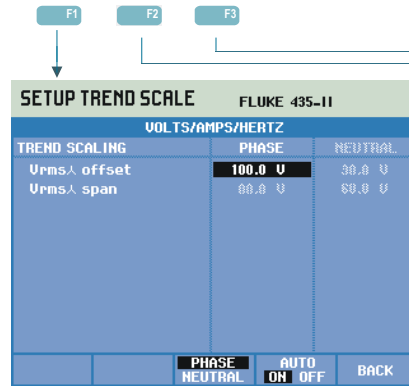 F1 F2 F3
SETUP TREND SCALE FLUKE 435-II
VOLTS/AMPS/HERTZ
TREND SCALING PHASE NEUTRAL
Vrms⅄ offset 100.0 V 30.0 V
Vrms⅄ span 80.0 V 60.0 V
PHASE NEUTRAL AUTO ON OFF BACK